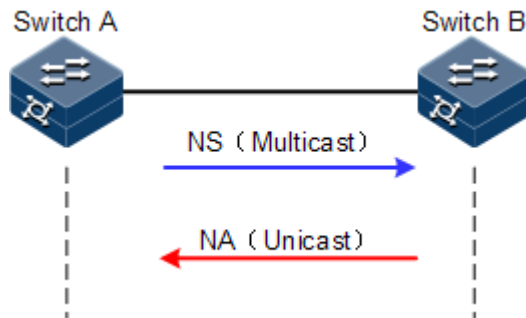 Switch A
Switch B
NS（Multicast）
NA（Unicast）